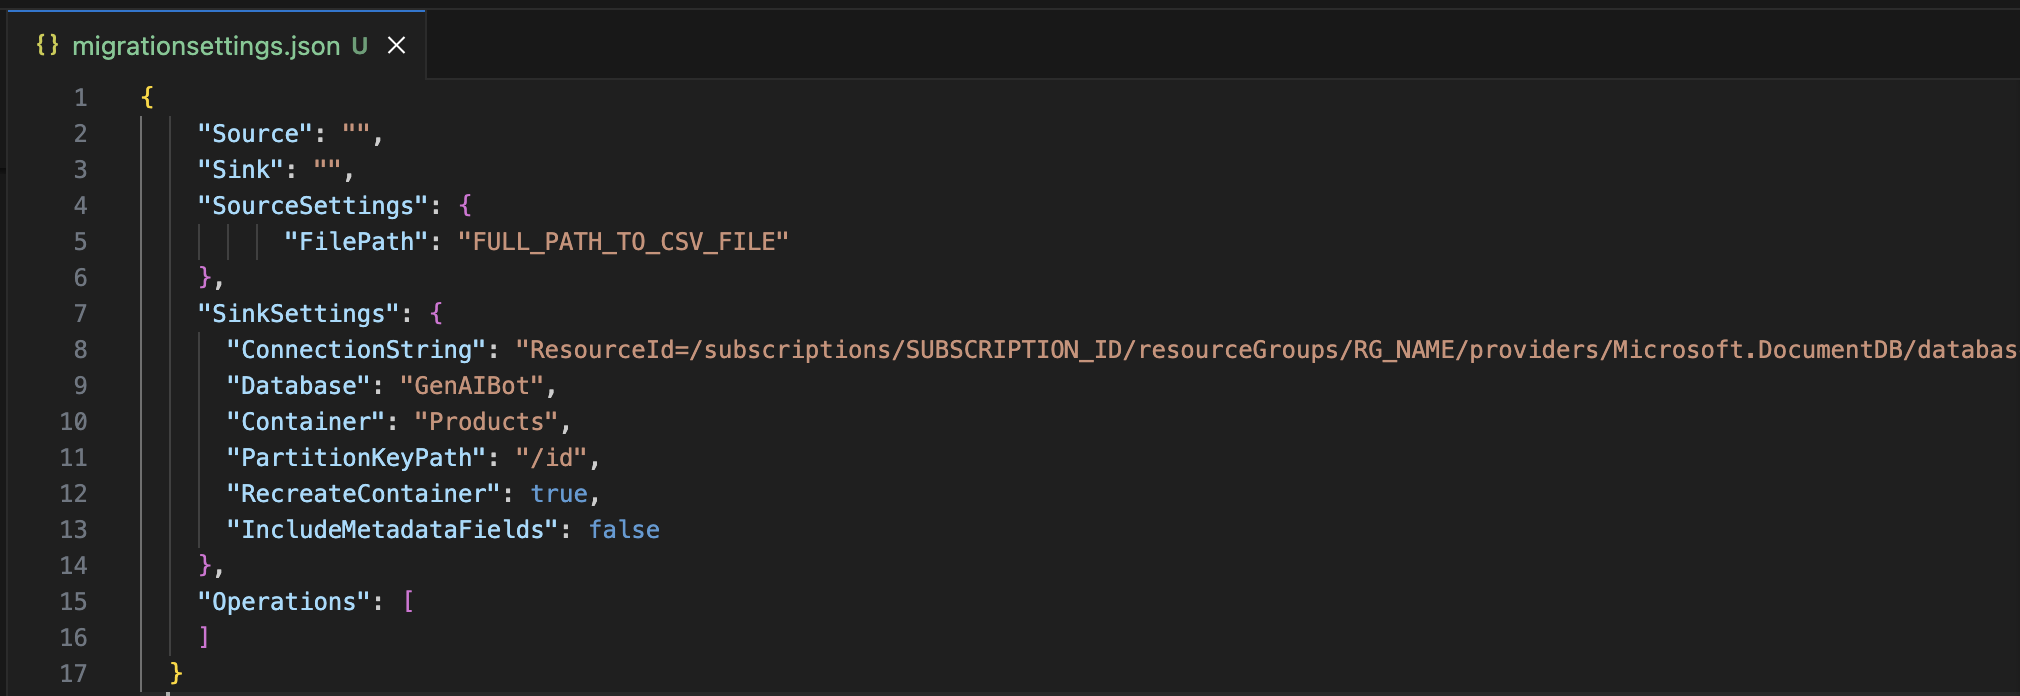 {} migrationsettings.json U ×
1 {
2 "Source": "",
3 "Sink": "",
4 "SourceSettings": {
5 "FilePath": "FULL_PATH_TO_CSV_FILE"
6 },
7 "SinkSettings": {
8 "ConnectionString": "ResourceId=/subscriptions/SUBSCRIPTION_ID/resourceGroups/RG_NAME/providers/Microsoft.DocumentDB/databas
9 "Database": "GenAIBot",
10 "Container": "Products",
11 "PartitionKeyPath": "/id",
12 "RecreateContainer": true,
13 "IncludeMetadataFields": false
14 },
15 "Operations": [
16 ]
17 }